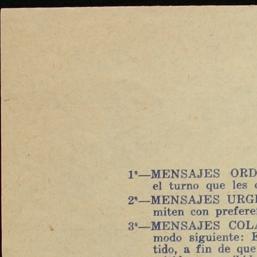 1ª—MENSAJES ORD
el turno que les
2ª—MENSAJES URG
miten con prefere
3ª—MENSAJES COLA
modo siguiente: E
tido, a fin de que